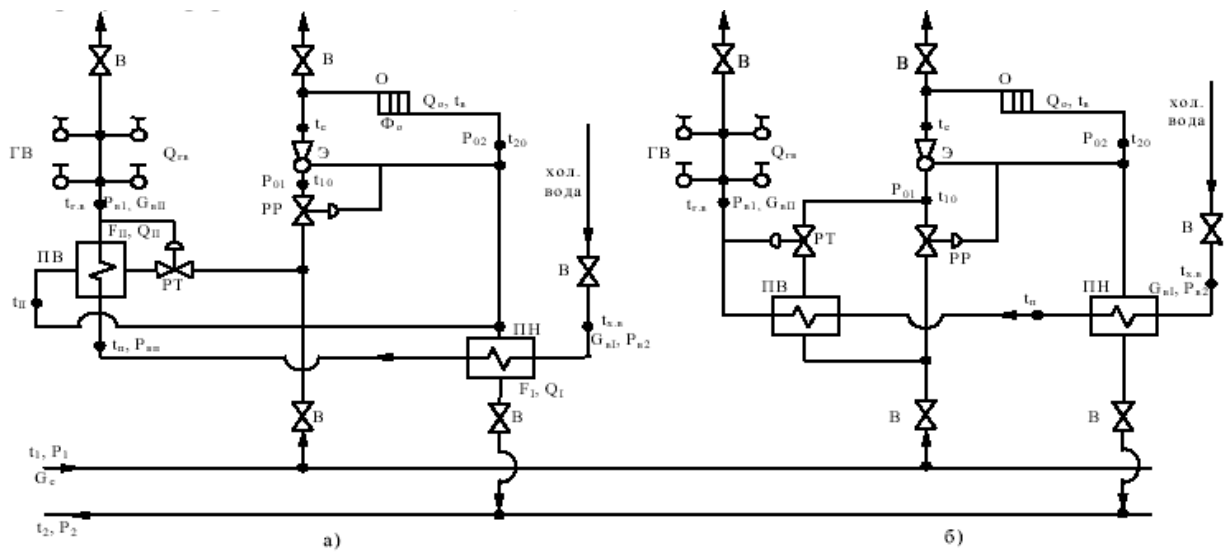 В
В
О
Qо, tв
Фо
tс
Э
P02
t20
ГВ
Qгв
P01
t10
хол.
вода
tг.в
Pв1, GвII
РР
FII, QII
ПВ
РТ
В
tII
ПН
tх.в
GвI, Pв2
tп, Pвп
FI, QI
В
В
t1, P1
Gс
t2, P2
а)
В
В
О
Qо, tв
хол.
вода
tс
Э
P02
t20
ГВ
Qгв
P01
t10
tг.в
Pв1, GвII
РТ
РР
В
tх.в
ПВ
tп
ПН
GвI, Pв2
В
В
б)